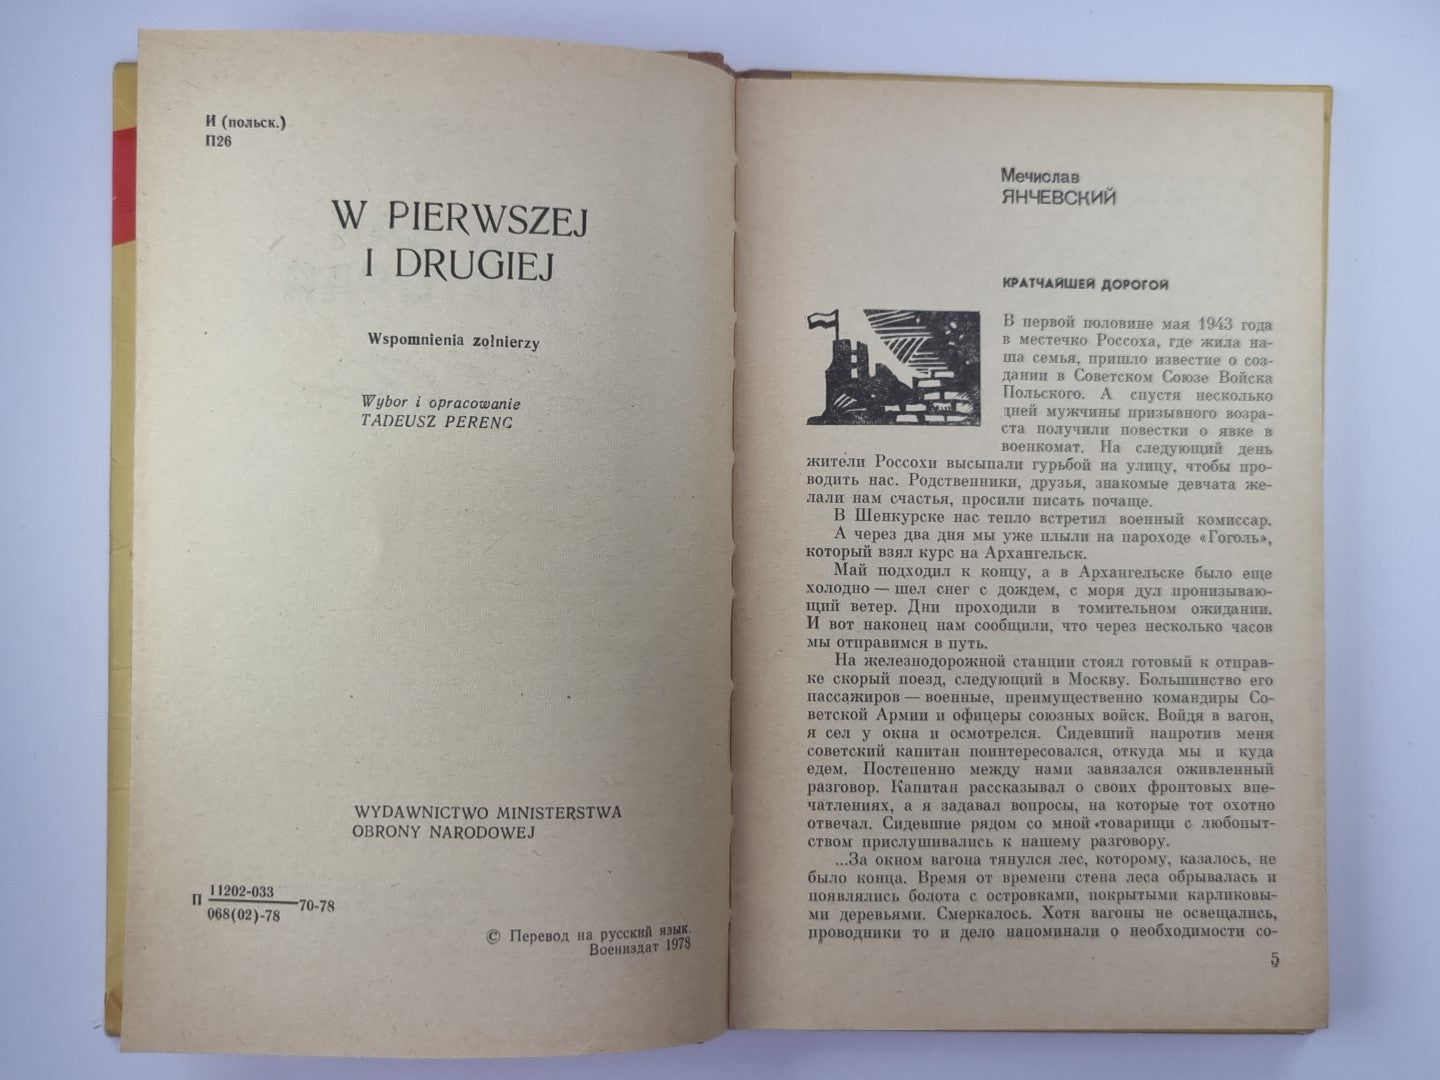 И (польск.)
П26
W PIERWSZEJ
I DRUGIEJ
Wspomnienia żołnierzy
Wybor i opracowanie
TADEUSZ PERENC
WYDAWNICTWO MINISTERSTWA
OBRONY NARODOWEJ
П 11202-033
068(02)-78 —70-78
© Перевод на русский язык.
Воениздат 1978
Мечислав
ЯНЧЕВСКИЙ
КРАТЧАЙШЕЙ ДОРОГОЙ
В первой половине мая 1943 года
в местечко Россоха, где жила на-
ша семья, пришло известие о соз-
дании в Советском Союзе Войска
Польского. А спустя несколько
дней мужчины призывного возра-
ста получили повестки о явке в
военкомат. На следующий день
жители Россохи высыпали гурьбой на улицу, чтобы про-
водить нас. Родственники, друзья, знакомые девчата же-
лали нам счастья, просили писать почаще.
В Шенкурске нас тепло встретил военный комиссар.
А через два дня мы уже плыли на пароходе «Гоголь»,
который взял курс на Архангельск.
Май подходил к концу, а в Архангельске было еще
холодно — шел снег с дождем, с моря дул пронизываю-
щий ветер. Дни проходили в томительном ожидании.
И вот наконец нам сообщили, что через несколько часов
мы отправимся в путь.
На железнодорожной станции стоял готовый к отправ-
ке скорый поезд, следующий в Москву. Большинство его
пассажиров — военные, преимущественно командиры Со-
ветской Армии и офицеры союзных войск. Войдя в вагон,
я сел у окна и осмотрелся. Сидевший напротив меня
советский капитан поинтересовался, откуда мы и куда
едем. Постепенно между нами завязался оживленный
разговор. Капитан рассказывал о своих фронтовых впе-
чатлениях, а я задавал вопросы, на которые тот охотно
отвечал. Сидевшие рядом со мной товарищи с любопыт-
ством прислушивались к нашему разговору.
...За окном вагона тянулся лес, которому, казалось, не
было конца. Время от времени стена леса обрывалась и
появлялись болота с островками, покрытыми карликовы-
ми деревьями. Смеркалось. Хотя вагоны не освещались,
проводники то и дело напоминали о необходимости со-
5